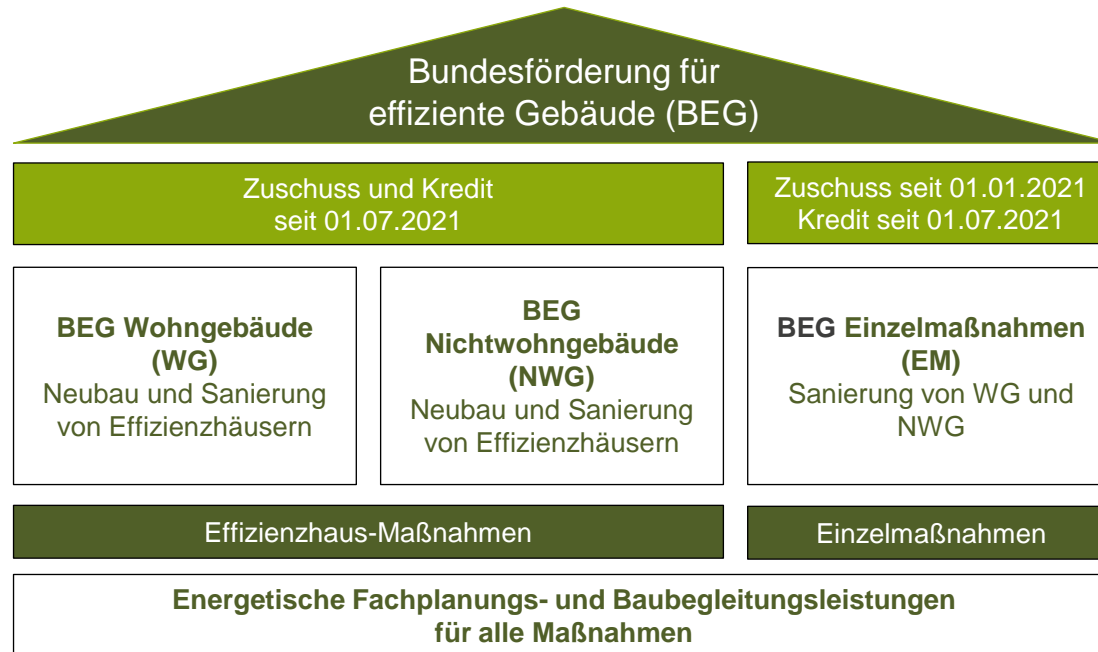 Bundesförderung für
effiziente Gebäude (BEG)
Zuschuss und Kredit
seit 01.07.2021
Zuschuss seit 01.01.2021
Kredit seit 01.07.2021
BEG Wohngebäude
(WG)
Neubau und Sanierung
von Effizienzhäusern
BEG
Nichtwohngebäude
(NWG)
Neubau und Sanierung
von Effizienzhäusern
BEG Einzelmaßnahmen
(EM)
Sanierung von WG und
NWG
Effizienzhaus-Maßnahmen
Einzelmaßnahmen
Energetische Fachplanungs- und Baubegleitungsleistungen
für alle Maßnahmen